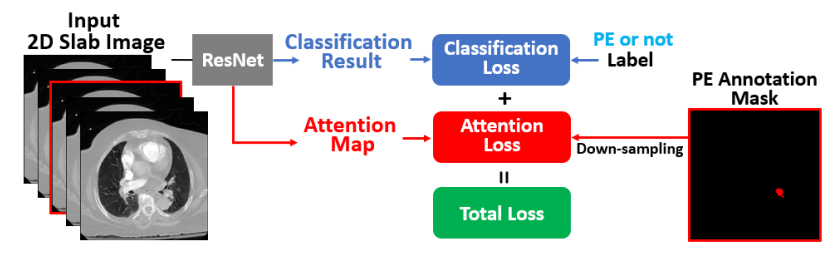 Input
2D Slab Image
ResNet
Classification
Result
Classification
Loss
PE or not
Label
+
Attention
Map
Attention
Loss
Down-sampling
PE Annotation
Mask
=
Total Loss